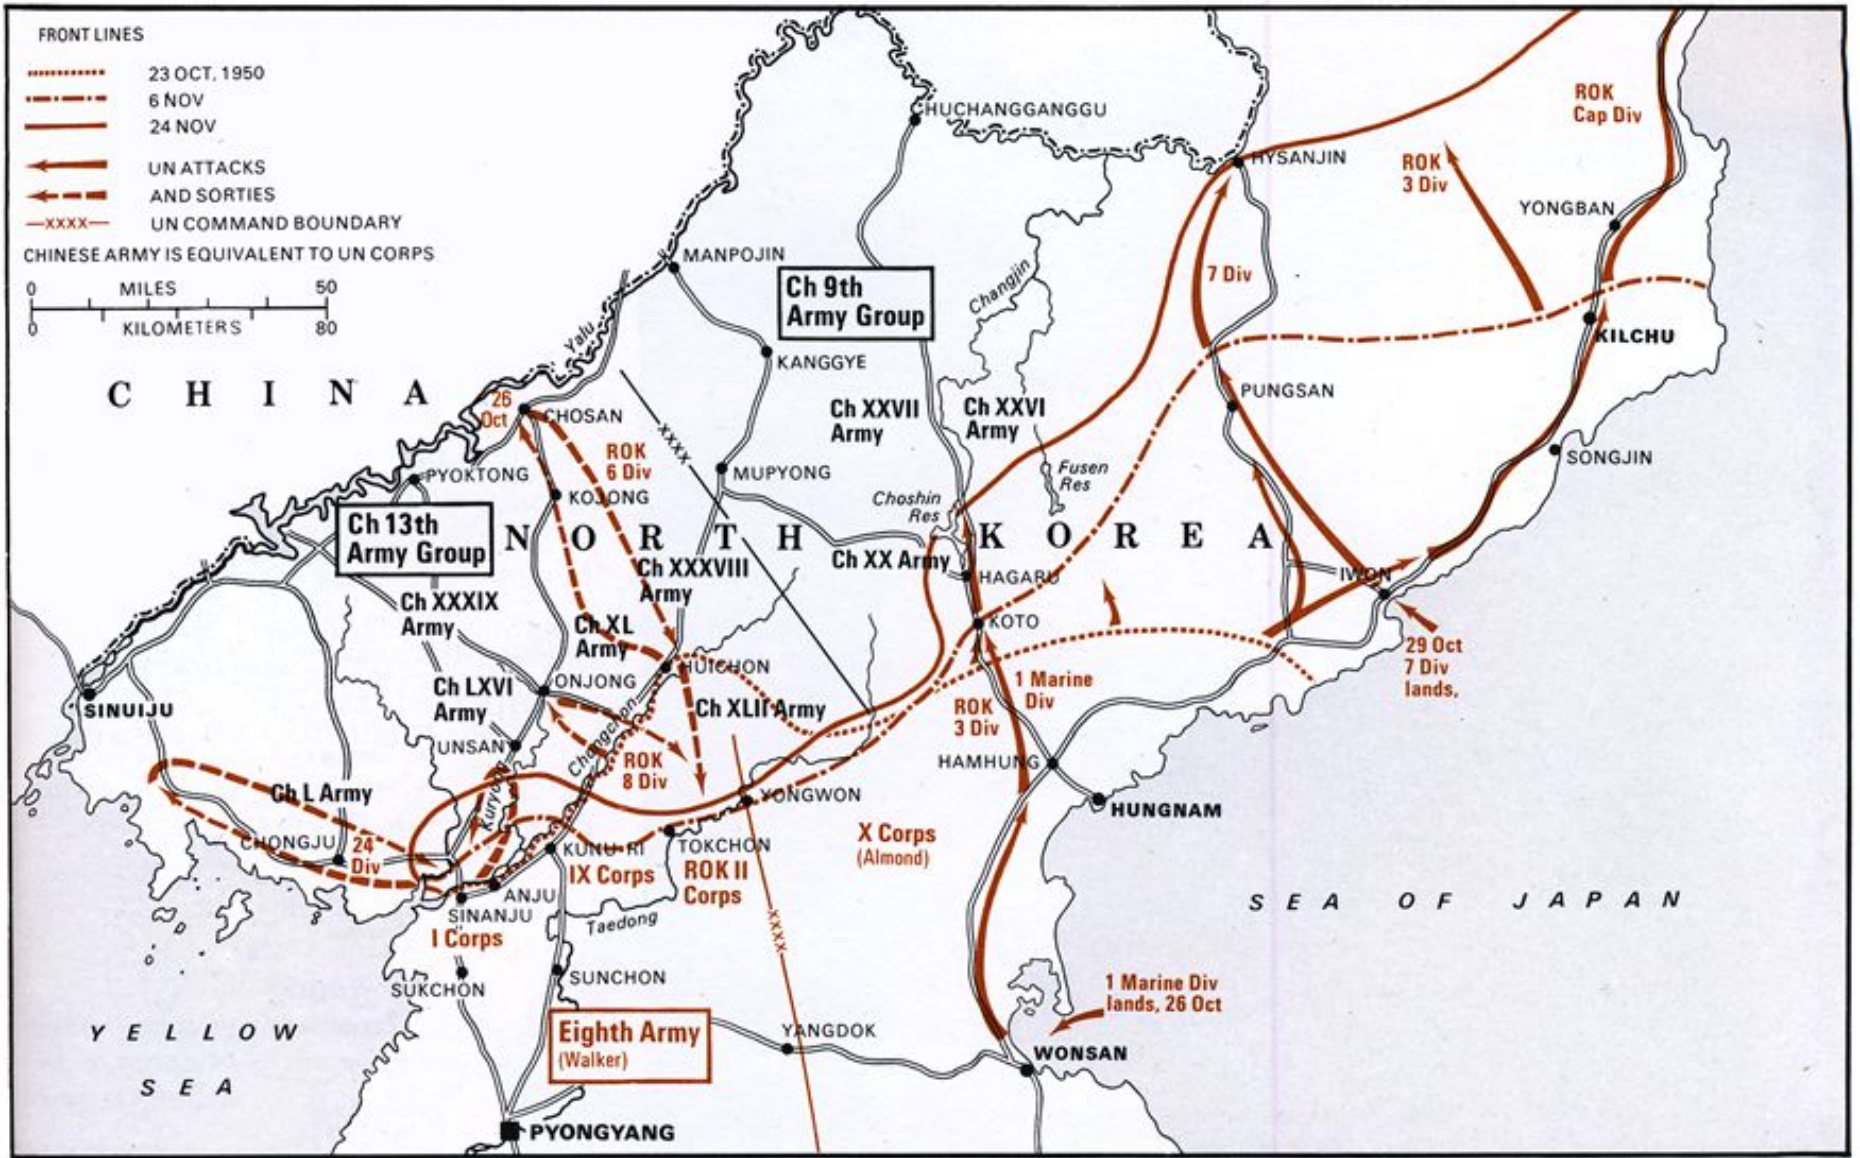 FRONT LINES
23 OCT, 1950
6 NOV
24 NOV
UN ATTACKS
AND SORTIES
—XXXX— UN COMMAND BOUNDARY
CHINESE ARMY IS EQUIVALENT TO UN CORPS
0 MILES 50
0 KILOMETERS 80
CHUCHANGGANGGU
HYSANJIN
ROK
Cap Div
ROK
3 Div
YONGBAN
MANPOJIN
Ch 9th
Army Group
Changjin
7 Div
Yalu
KANGGYE
KILCHU
CHINA
26
Oct
CHOSAN
Ch XXVII
Army
Ch XXVI
Army
PUNGSAN
XXXX
ROK
6 Div
PYOKTONG
KOJONG
MUPYONG
Fusen
Res
SONGJIN
Choshin
Res
Ch 13th
Army Group
NORTH KOREA
Ch XXXVIII
Army
Ch XX Army
HAGARU
IWON
Ch XXXIX
Army
Ch XL
Army
KOTO
29 Oct
7 Div
lands,
HUICHON
ONJONG
Ch LXVI
Army
Ch XLII Army
1 Marine
Div
ROK
3 Div
SINUIJU
UNSAN
Chongchon
ROK
8 Div
HAMHUNG
Ch L Army
Kuryong
YONGWON
HUNGNAM
CHONGJU
24
Div
KUNU-RI
TOKCHON
X Corps
(Almond)
IX Corps
ROK II
Corps
ANJU
SINANJU
Taedong
XXXX
SEA OF JAPAN
I Corps
SUKCHON
SUNCHON
1 Marine Div
lands, 26 Oct
YELLOW
SEA
Eighth Army
(Walker)
YANGDOK
WONSAN
PYONGYANG